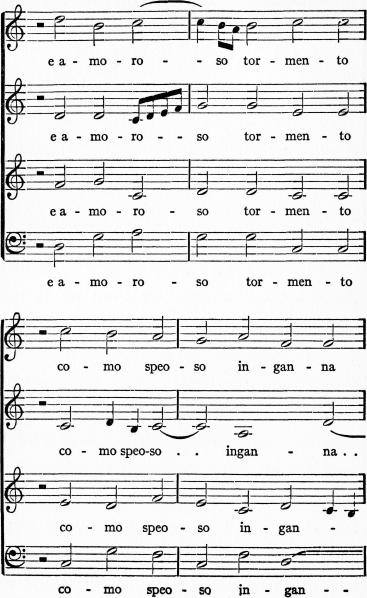 e a - mo - ro - - so tor - men - to
e a - mo - ro - - so tor - men - to
e a - mo - ro - so tor - men - to
e a - mo - ro - so tor - men - to
co - mo speo - so in - gan - na
co - mo speo-so . . ingan - na . .
co - mo speo - so in - gan -
co - mo speo - so in - gan - -